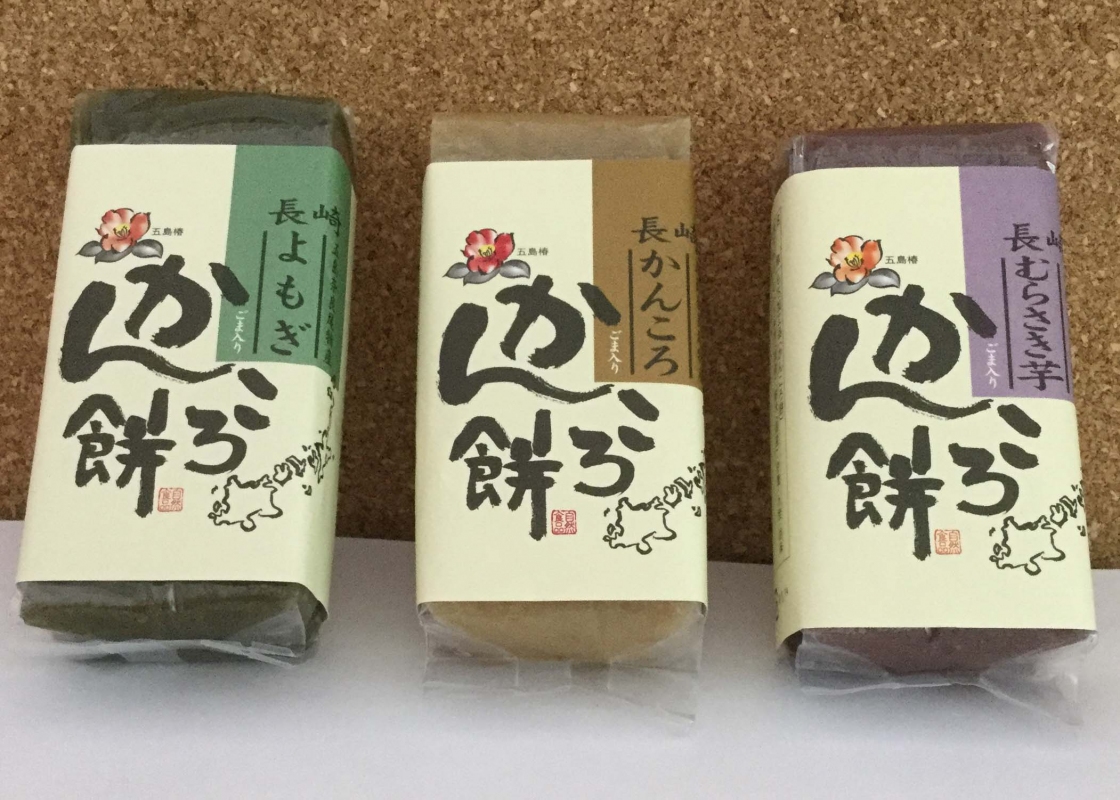 五島椿
かんころ
餅
長崎
よもぎ
ごま入り
五島椿
かんころ
餅
長崎
かんころ
ごま入り
五島椿
かんころ
餅
長崎
むらさき芋
ごま入り